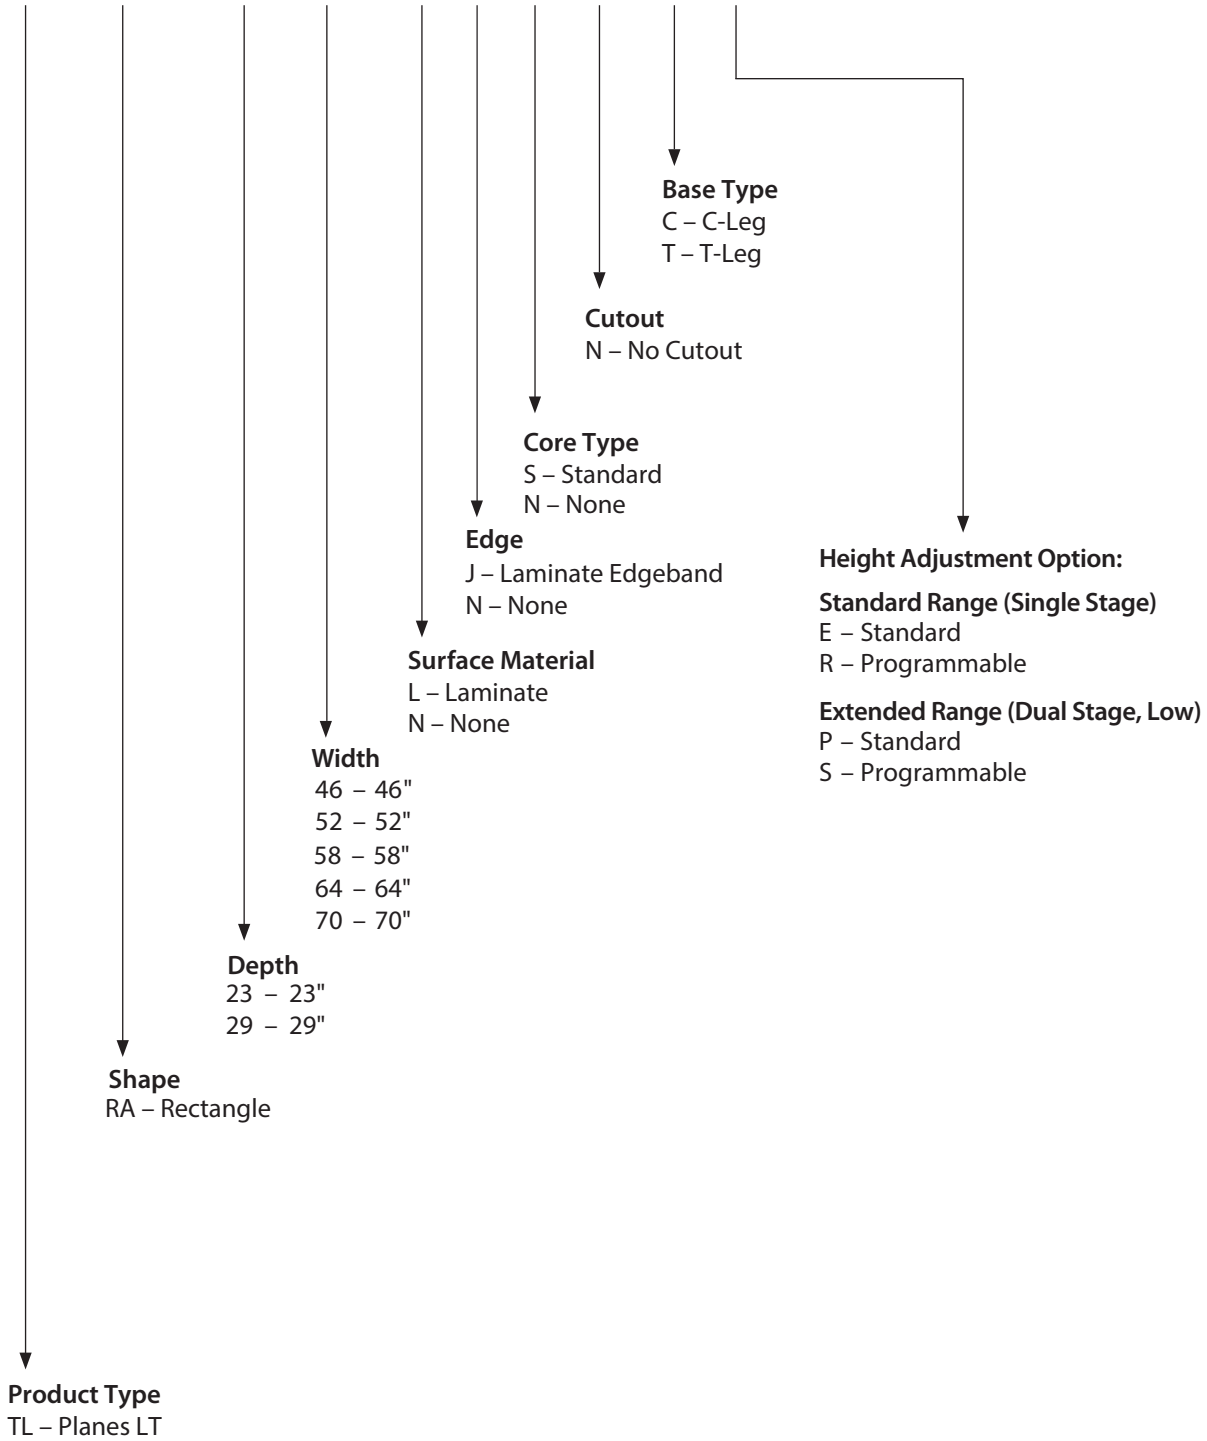 Base Type
C – C-Leg
T – T-Leg
Cutout
N – No Cutout
Core Type
S – Standard
N – None
Edge
J – Laminate Edgeband
N – None
Height Adjustment Option:
Standard Range (Single Stage)
E – Standard
R – Programmable
Extended Range (Dual Stage, Low)
P – Standard
S – Programmable
Surface Material
L – Laminate
N – None
Width
46 – 46"
52 – 52"
58 – 58"
64 – 64"
70 – 70"
Depth
23 – 23"
29 – 29"
Shape
RA – Rectangle
Product Type
TL – Planes LT